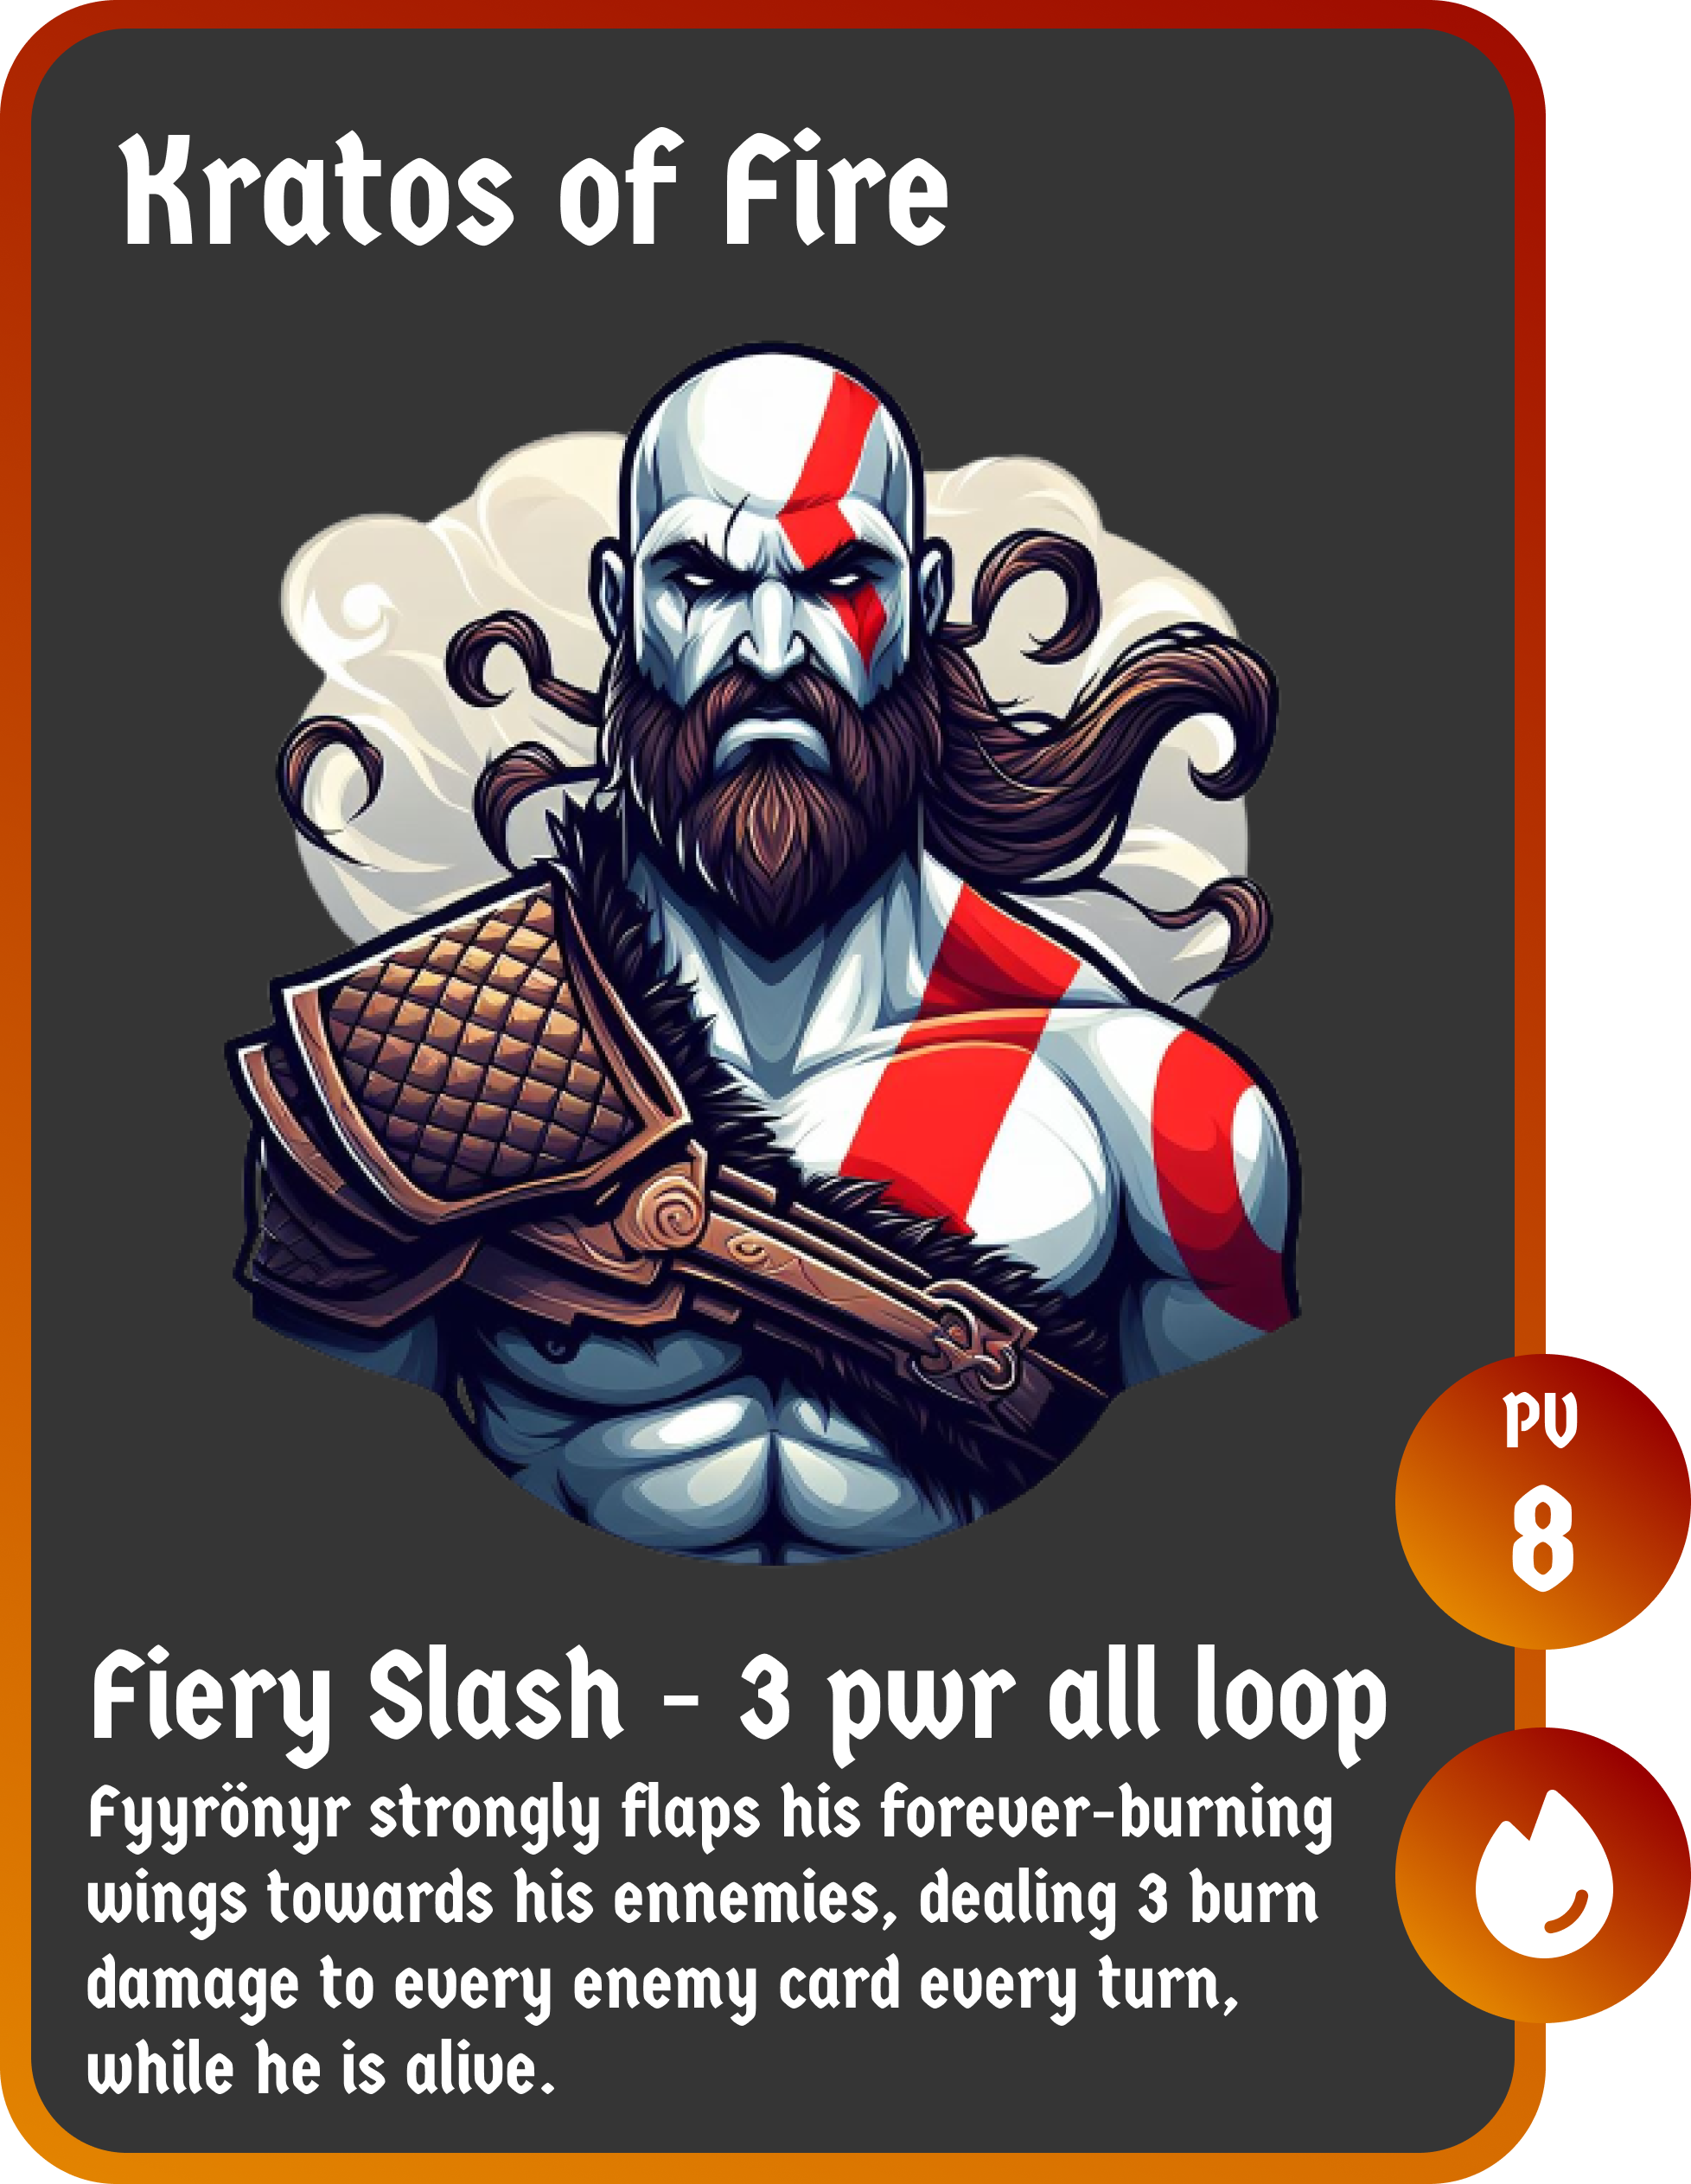 Kratos of Fire
PV
8
Fiery Slash - 3 pwr all loop
Fyyrönyr strongly flaps his forever-burning
wings towards his ennemies, dealing 3 burn
damage to every enemy card every turn,
while he is alive.